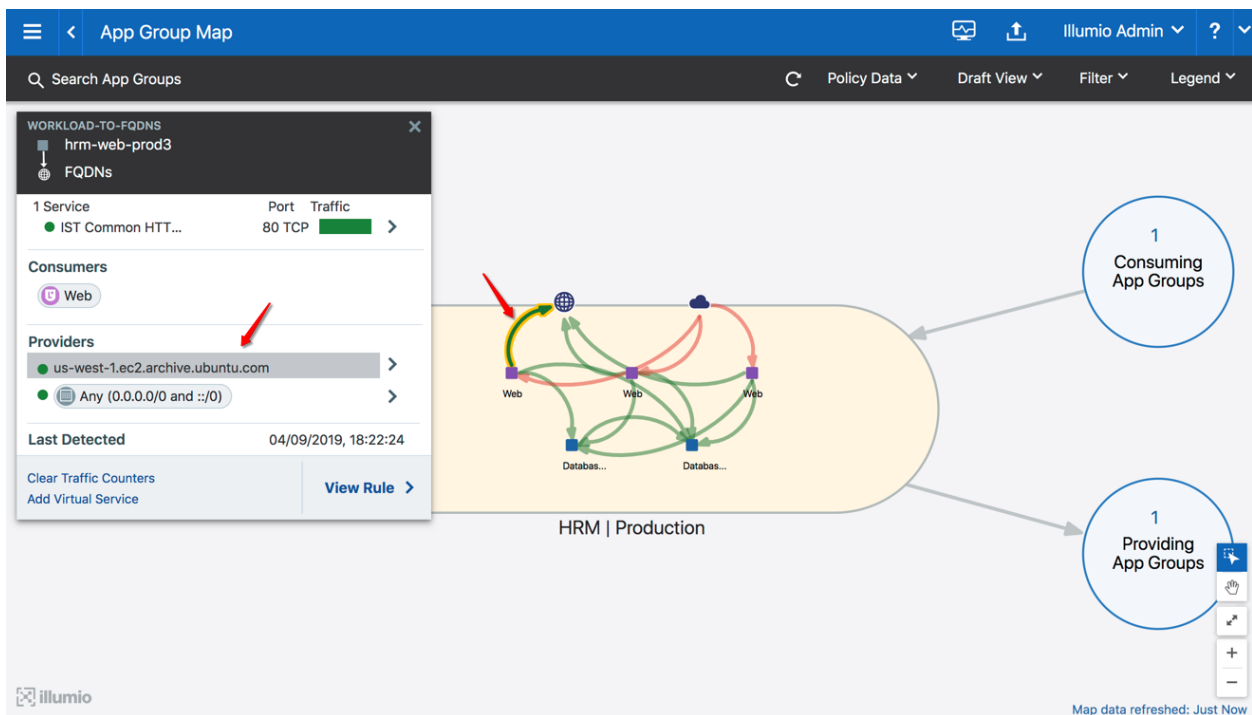 App Group Map
Illumio Admin
?
Search App Groups
Policy Data
Draft View
Filter
Legend
WORKLOAD-TO-FQDNS
hrm-web-prod3
FQDNs
1 Service Port Traffic
IST Common HTT... 80 TCP
Consumers
Web
Providers
us-west-1.ec2.archive.ubuntu.com
Any (0.0.0.0/0 and ::/0)
Last Detected 04/09/2019, 18:22:24
Clear Traffic Counters
Add Virtual Service
View Rule
Web
Web
Web
Databas...
Databas...
HRM | Production
1
Consuming
App Groups
1
Providing
App Groups
illumio
Map data refreshed: Just Now